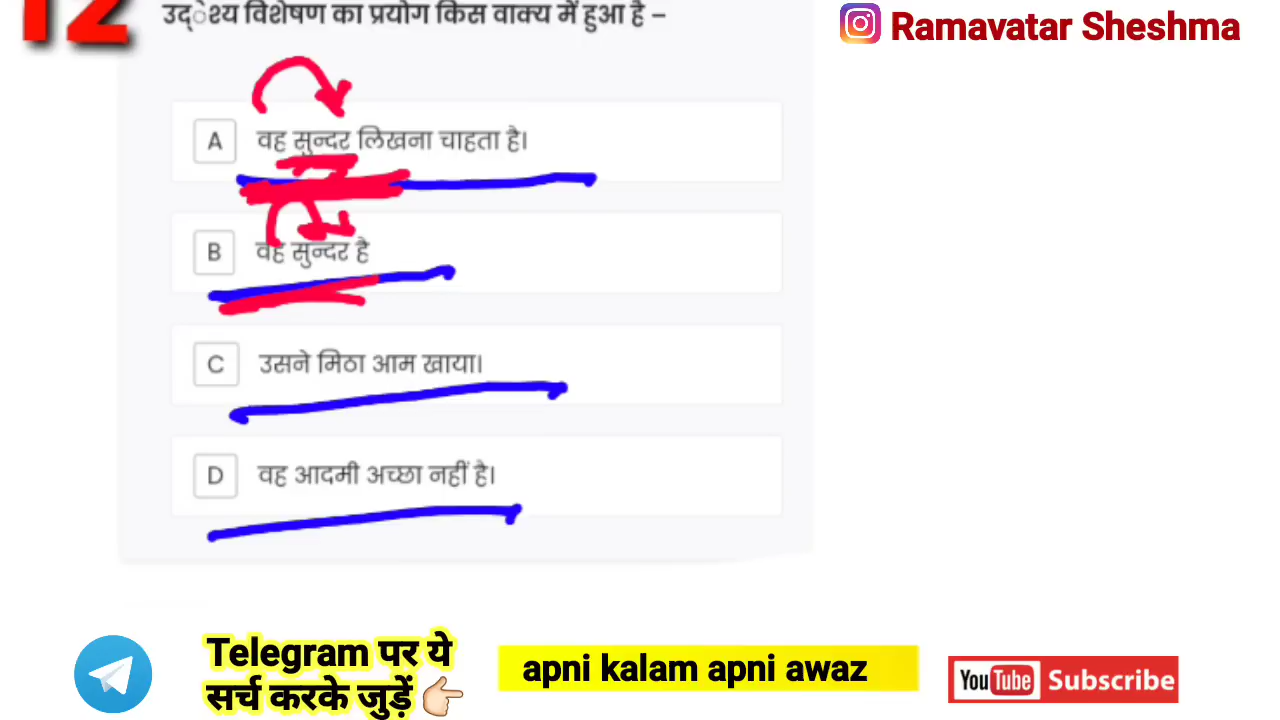 12
उद्ेश्य विशेषण का प्रयोग किस वाक्य में हुआ है –
Ramavatar Sheshma
A वह सुन्दर लिखना चाहता है।
B वह सुन्दर है
C उसने मिठा आम खाया।
D वह आदमी अच्छा नहीं है।
Telegram पर ये
सर्च करके जुड़ें
apni kalam apni awaz
YouTube Subscribe